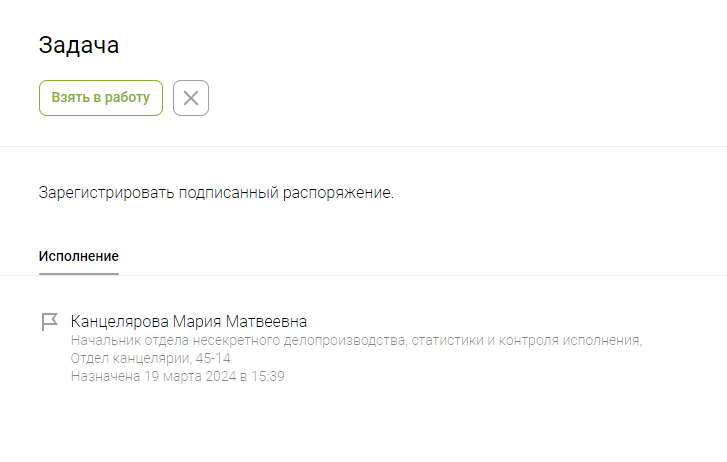 Задача
Взять в работу
Зарегистрировать подписанный распоряжение.
Исполнение
Канцелярова Мария Матвеевна
Начальник отдела несекретного делопроизводства, статистики и контроля исполнения,
Отдел канцелярии, 45-14
Назначена 19 марта 2024 в 15:39